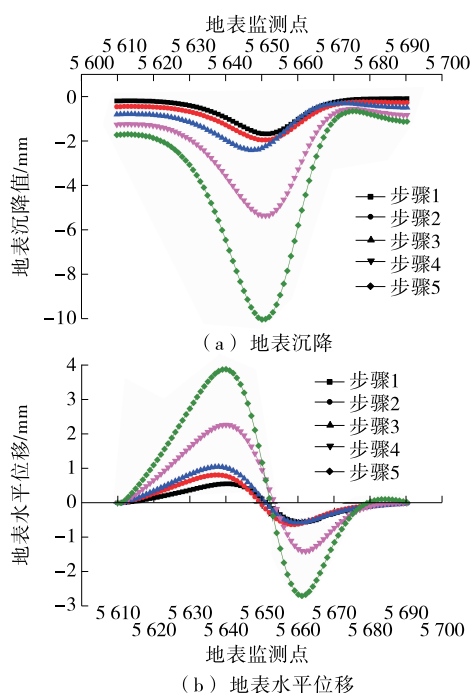 地表监测点
5 610 5 630 5 650 5 675 5 690
5 600 5 620 5 640 5 660 5 680 5 700
0
−2
−4
−6
−8
−10
地表沉降值/mm
步骤1
步骤2
步骤3
步骤4
步骤5
(a) 地表沉降
4
3
2
1
0
−1
−2
−3
地表水平位移/mm
步骤1
步骤2
步骤3
步骤4
步骤5
5 610 5 630 5 650 5 670 5 690
5 620 5 640 5 660 5 680 5 700
地表监测点
(b) 地表水平位移